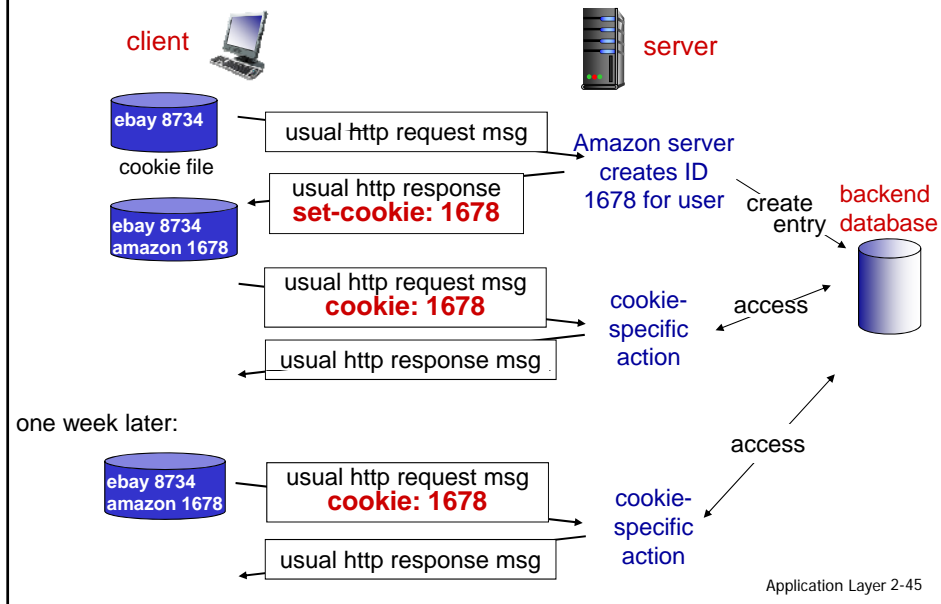 client
server
ebay 8734
cookie file
usual http request msg
Amazon server
creates ID
1678 for user
usual http response
set-cookie: 1678
create
entry
backend
database
ebay 8734
amazon 1678
usual http request msg
cookie: 1678
cookie-
specific
action
access
usual http response msg
one week later:
access
ebay 8734
amazon 1678
usual http request msg
cookie: 1678
cookie-
specific
action
usual http response msg
Application Layer 2-45